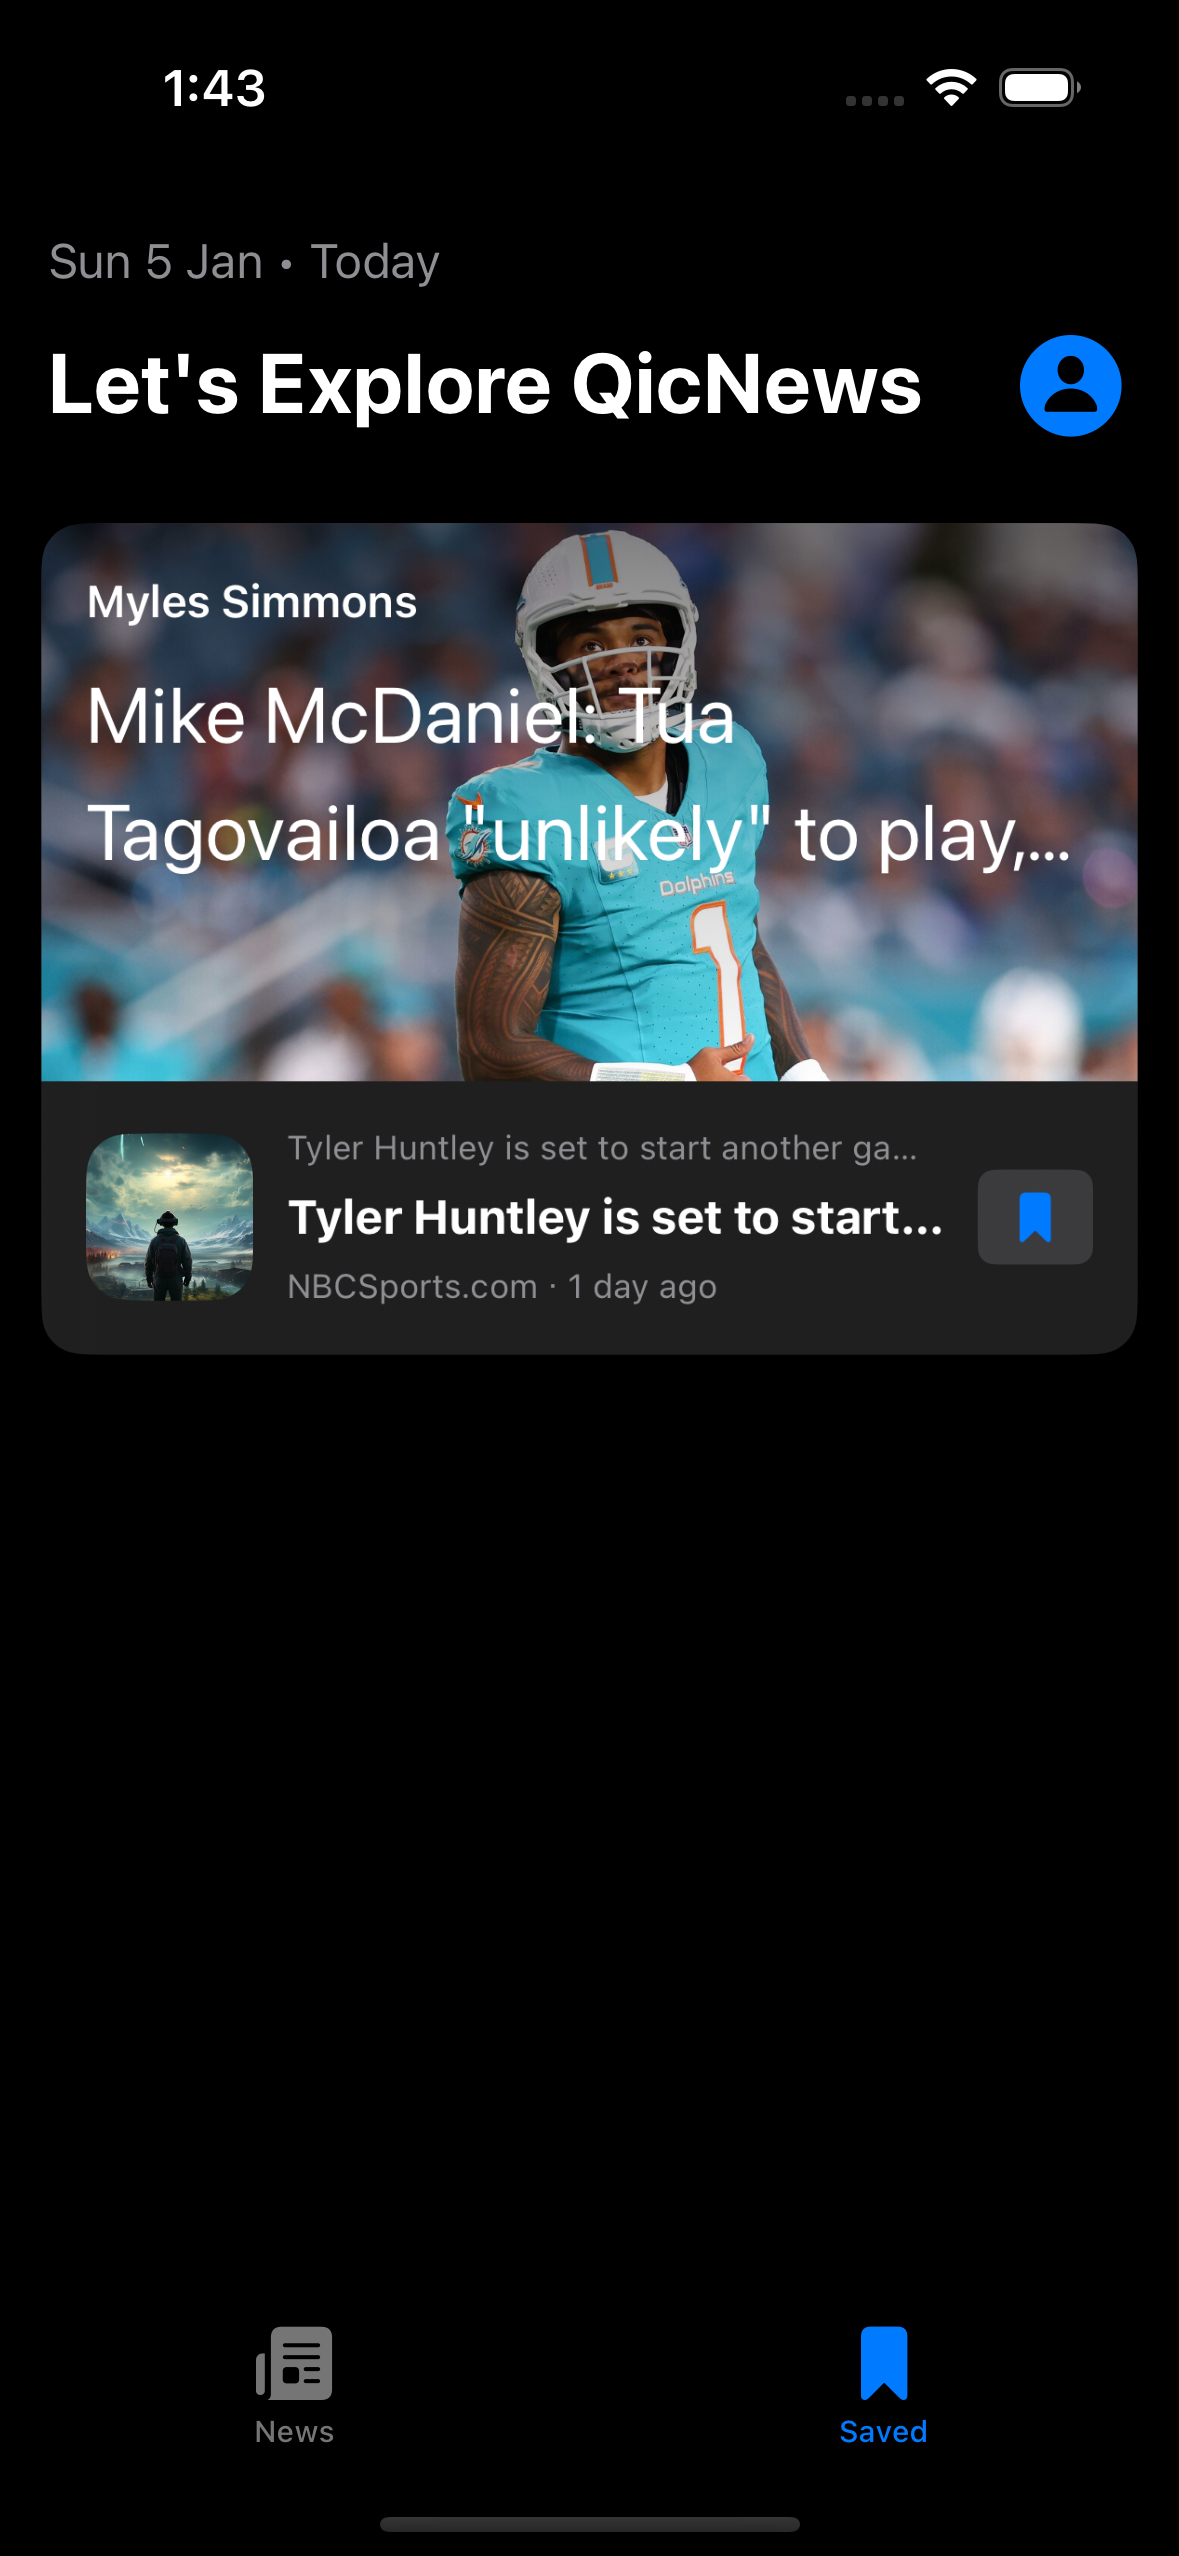 1:43
Sun 5 Jan • Today
Let's Explore QicNews
Myles Simmons
Mike McDaniel: Tua
Tagovailoa "unlikely" to play,...
Dolphins
1
Tyler Huntley is set to start another ga...
Tyler Huntley is set to start...
NBCSports.com · 1 day ago
News
Saved